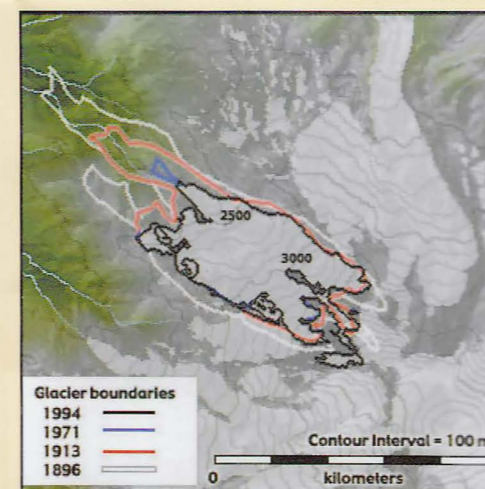 2500
3000
Glacier boundaries
1994
1971
1913
1896
Contour Interval = 100
0
kilometers